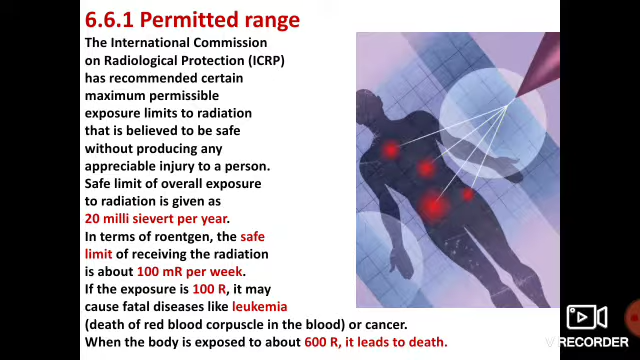 6.6.1 Permitted range
The International Commission
on Radiological Protection (ICRP)
has recommended certain
maximum permissible
exposure limits to radiation
that is believed to be safe
without producing any
appreciable injury to a person.
Safe limit of overall exposure
to radiation is given as
20 milli sievert per year.
In terms of roentgen, the safe
limit of receiving the radiation
is about 100 mR per week.
If the exposure is 100 R, it may
cause fatal diseases like leukemia
(death of red blood corpuscle in the blood) or cancer.
When the body is exposed to about 600 R, it leads to death.
V RECORDER